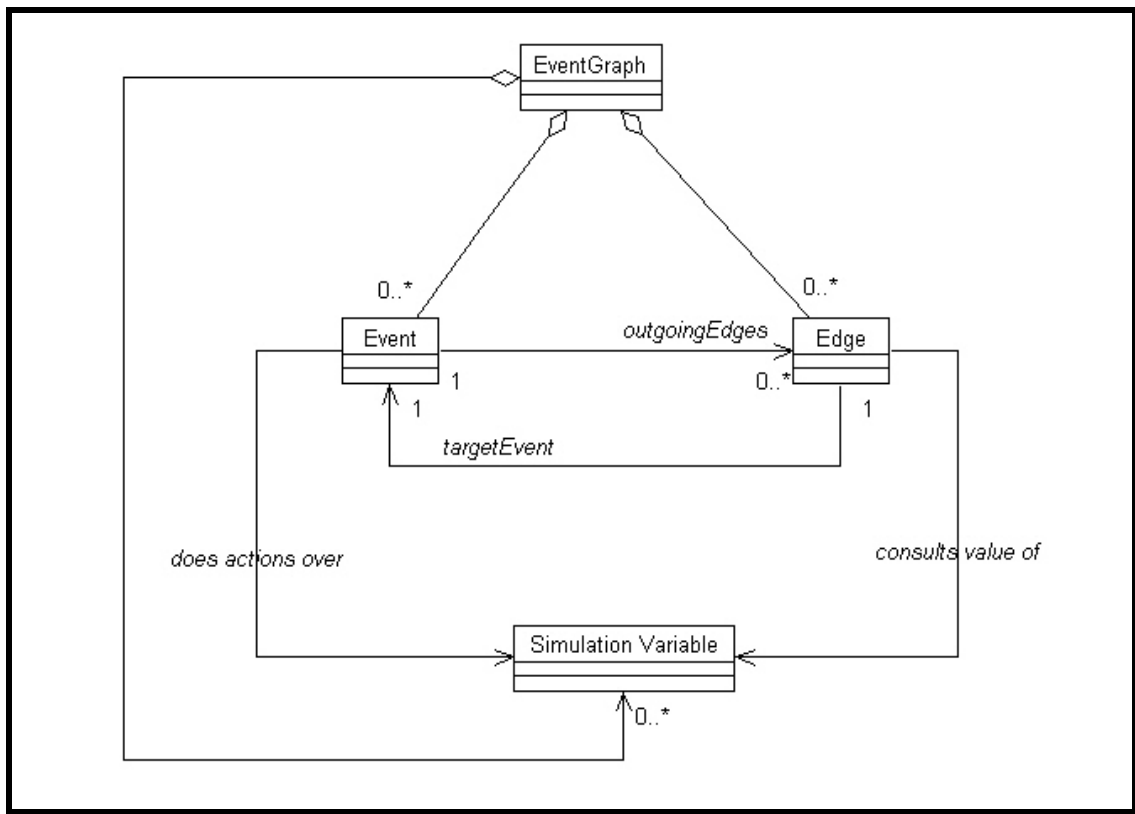 EventGraph
0..*
0..*
Event
outgoingEdges
Edge
1
0..*
1
1
targetEvent
does actions over
consults value of
Simulation Variable
0..*